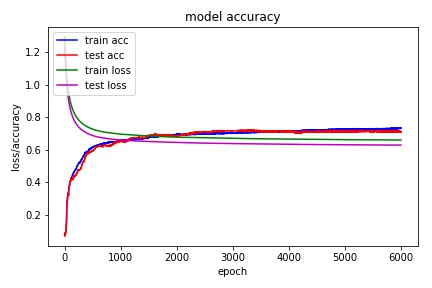 model accuracy
train acc
test acc
train loss
test loss
loss/accuracy
1.2
1.0
0.8
0.6
0.4
0.2
0
1000
2000
3000
4000
5000
6000
epoch